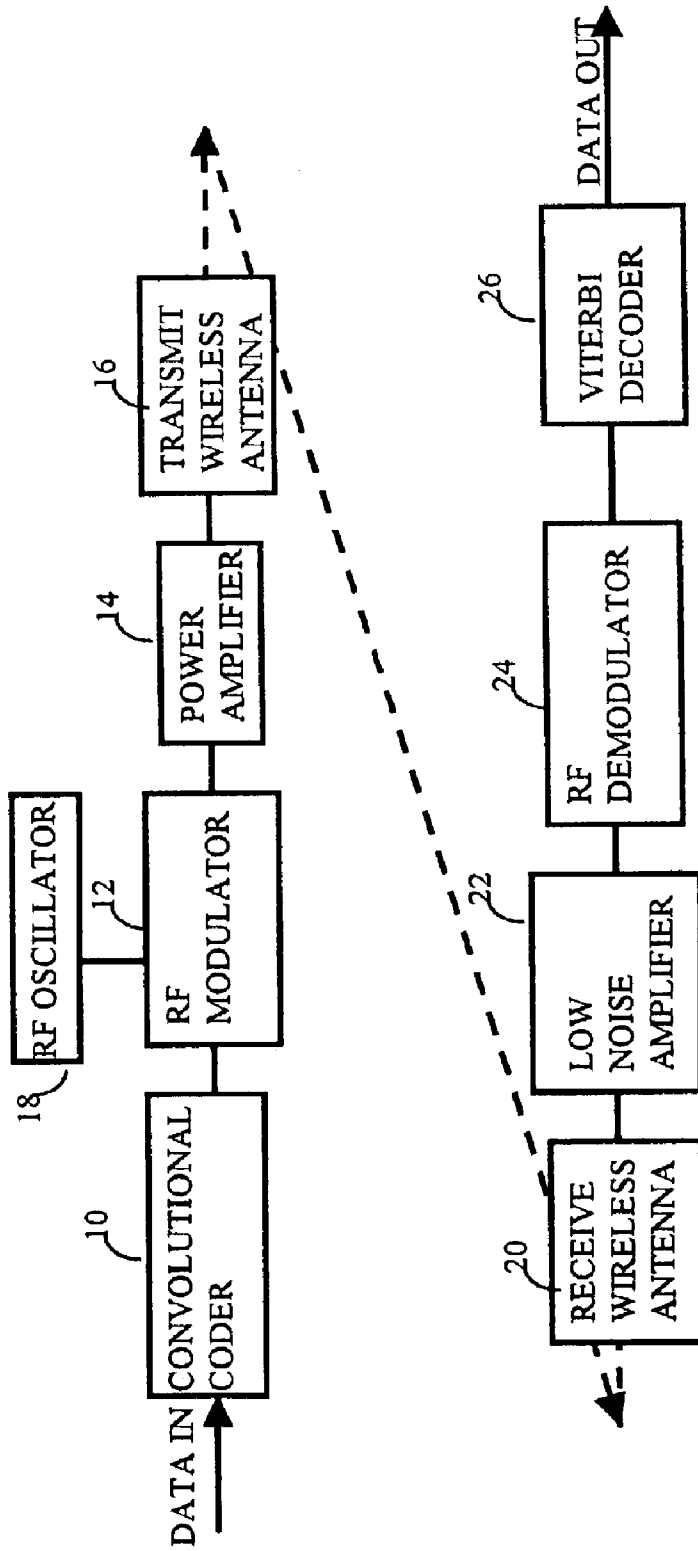 DATA IN
10
CONVOLUTIONAL
CODER
18
RF OSCILLATOR
12
RF
MODULATOR
14
POWER
AMPLIFIER
16
TRANSMIT
WIRELESS
ANTENNA
20
RECEIVE
WIRELESS
ANTENNA
22
LOW
NOISE
AMPLIFIER
24
RF
DEMODULATOR
26
VITERBI
DECODER
DATA OUT